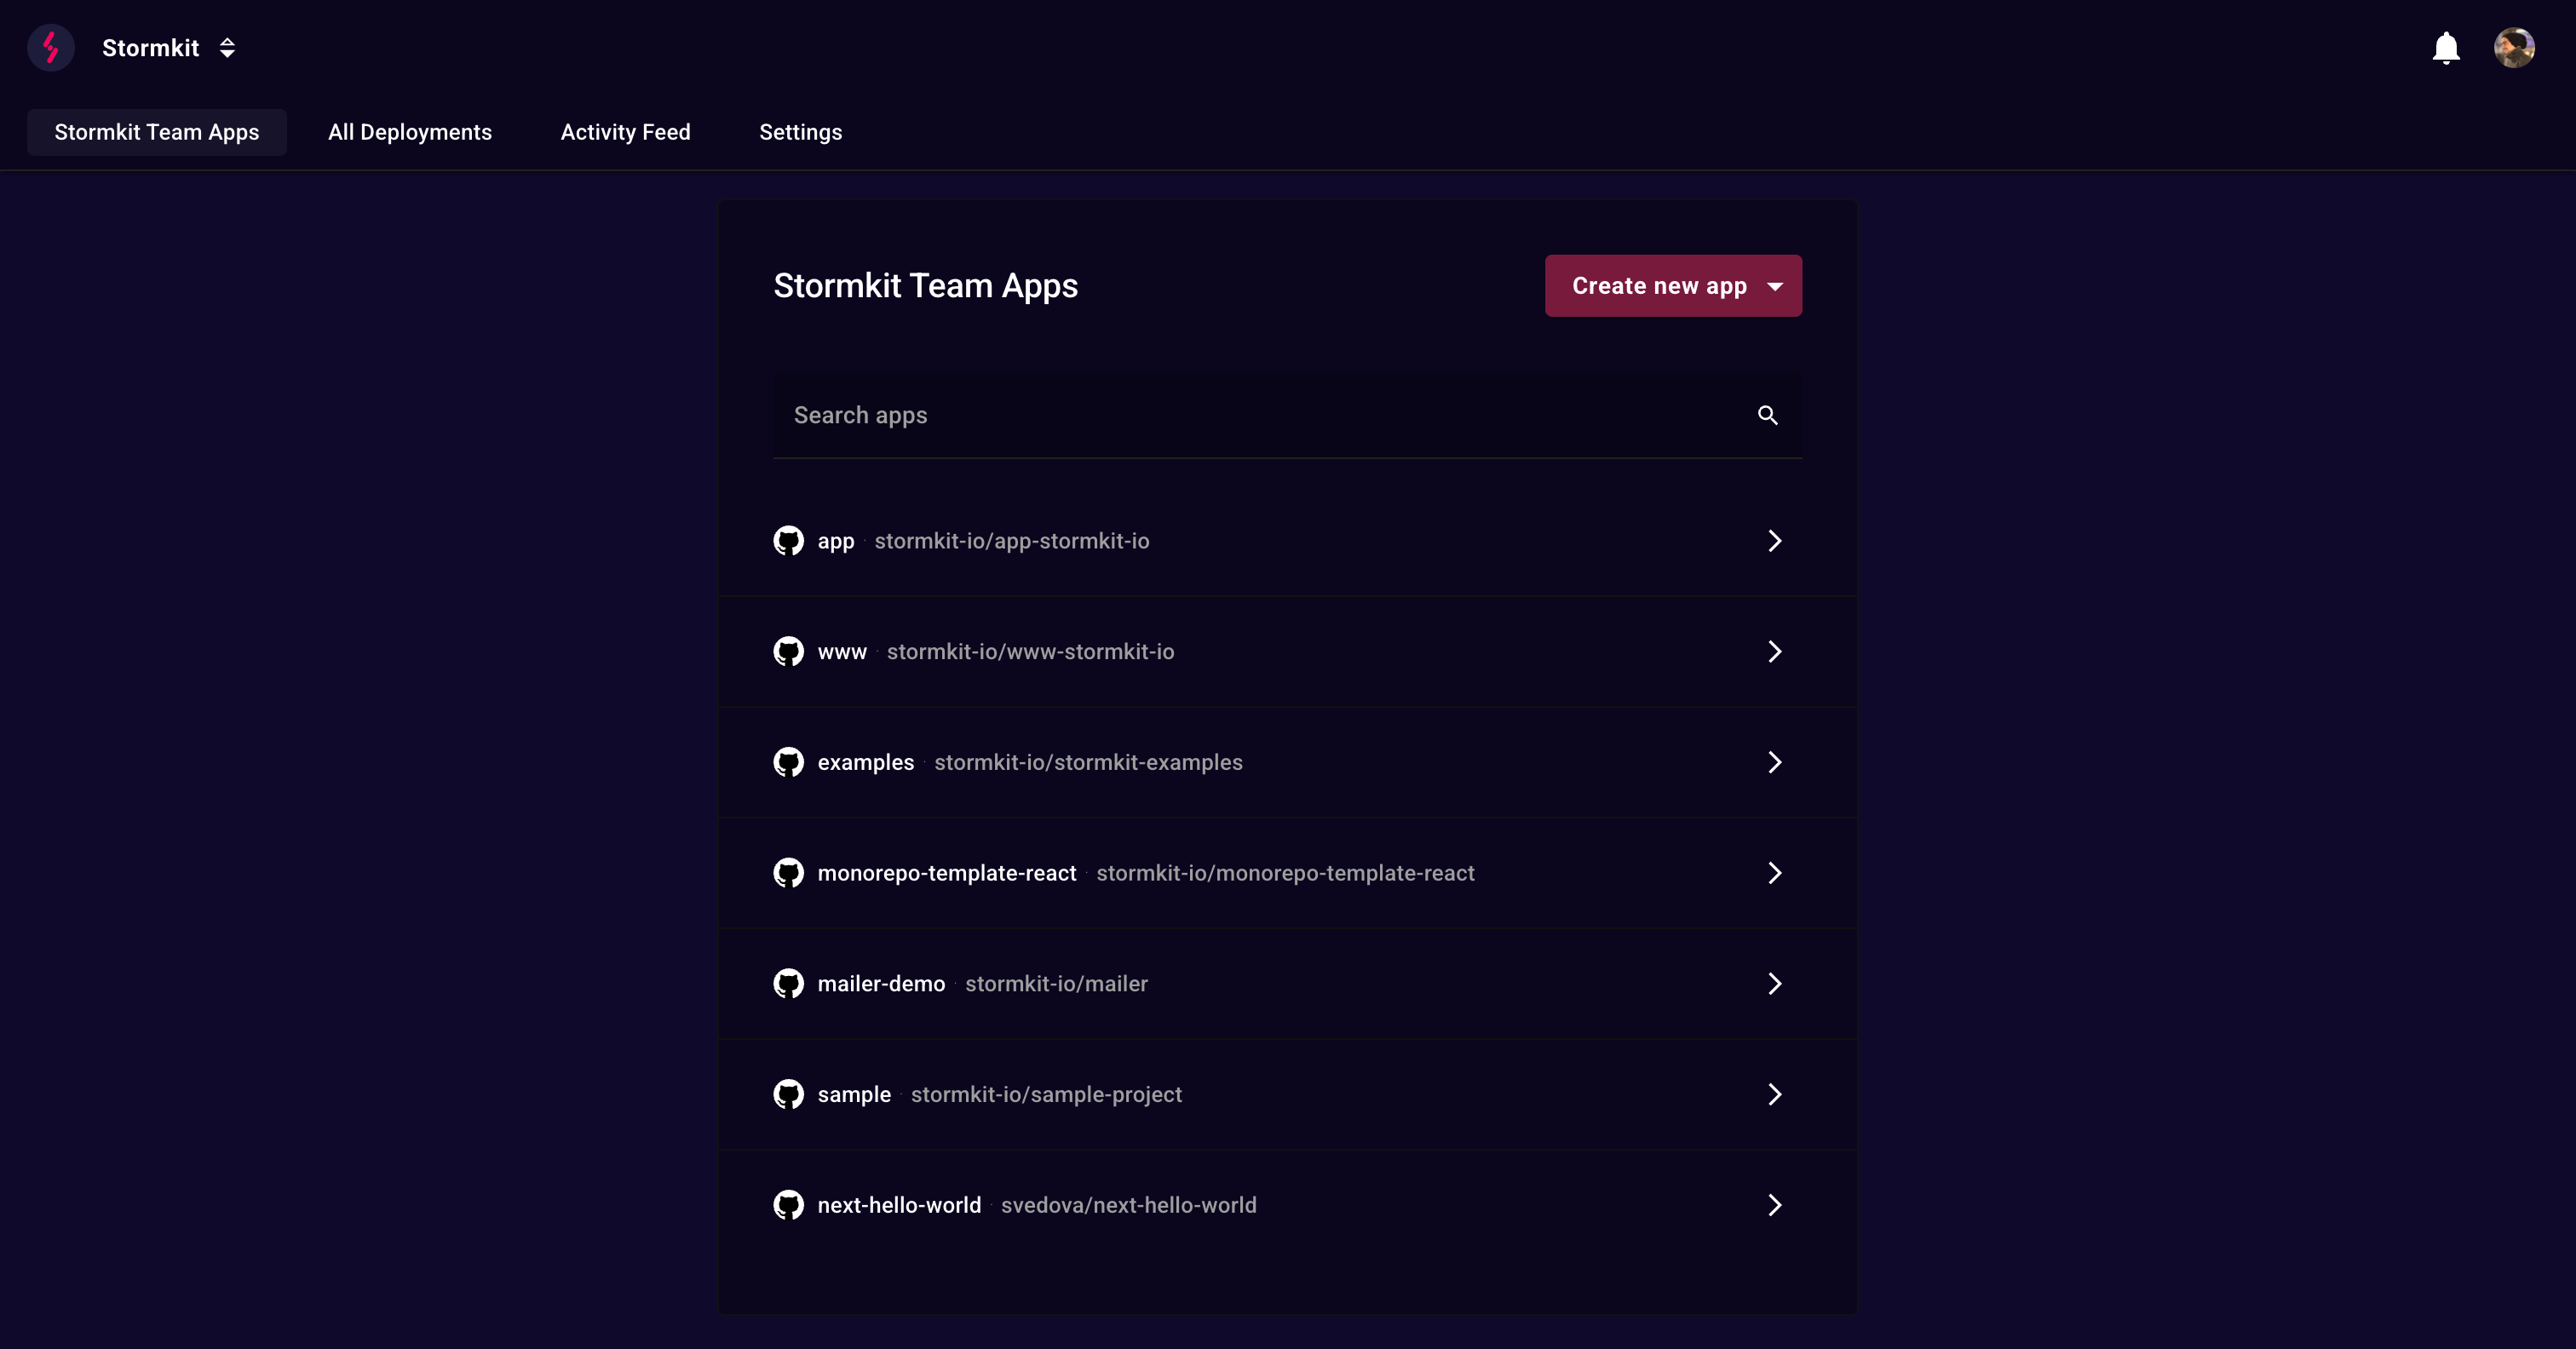 Stormkit
Stormkit Team Apps
All Deployments
Activity Feed
Settings
Stormkit Team Apps
Create new app
Search apps
app · stormkit-io/app-stormkit-io
www · stormkit-io/www-stormkit-io
examples · stormkit-io/stormkit-examples
monorepo-template-react · stormkit-io/monorepo-template-react
mailer-demo · stormkit-io/mailer
sample · stormkit-io/sample-project
next-hello-world · svedova/next-hello-world